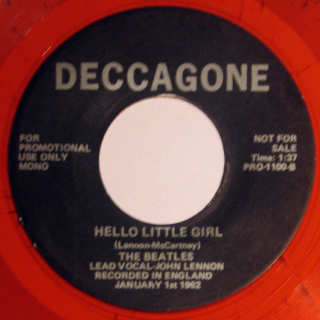 DECCAGONE
FOR
PROMOTIONAL
USE ONLY
MONO
NOT FOR
SALE
Time: 1:37
PRO-1100-B
HELLO LITTLE GIRL
(Lennon-McCartney)
THE BEATLES
LEAD VOCAL-JOHN LENNON
RECORDED IN ENGLAND
JANUARY 1st 1962